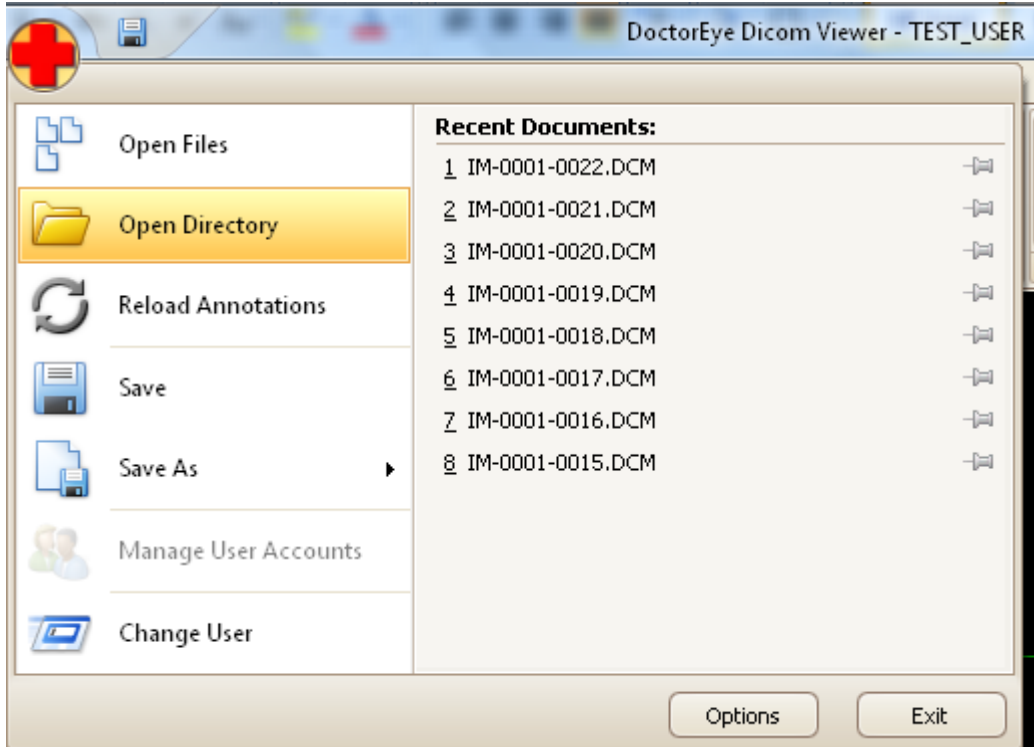 DoctorEye Dicom Viewer - TEST_USER
Open Files
Open Directory
Reload Annotations
Save
Save As
Manage User Accounts
Change User
Recent Documents:
1 IM-0001-0022.DCM
2 IM-0001-0021.DCM
3 IM-0001-0020.DCM
4 IM-0001-0019.DCM
5 IM-0001-0018.DCM
6 IM-0001-0017.DCM
7 IM-0001-0016.DCM
8 IM-0001-0015.DCM
Options
Exit